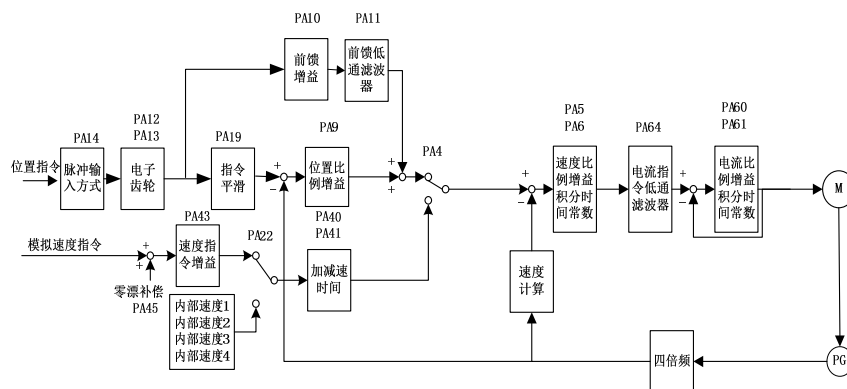 PA10
PA11
前馈
增益
前馈低
通滤波
器
PA12
PA13
PA14
PA19
PA9
PA4
PA5
PA6
PA64
PA60
PA61
位置指令
脉冲输
入方式
电子
齿轮
指令
平滑
+
-
位置比
例增益
+
+
+
-
速度比
例增益
积分时
间常数
电流指
令低通
滤波器
+
-
电流比
例增益
积分时
间常数
M
PA43
PA22
PA40
PA41
模拟速度指令
+
+
速度指
令增益
加减速
时间
速度
计算
零漂补偿
PA45
内部速度1
内部速度2
内部速度3
内部速度4
四倍频
PG